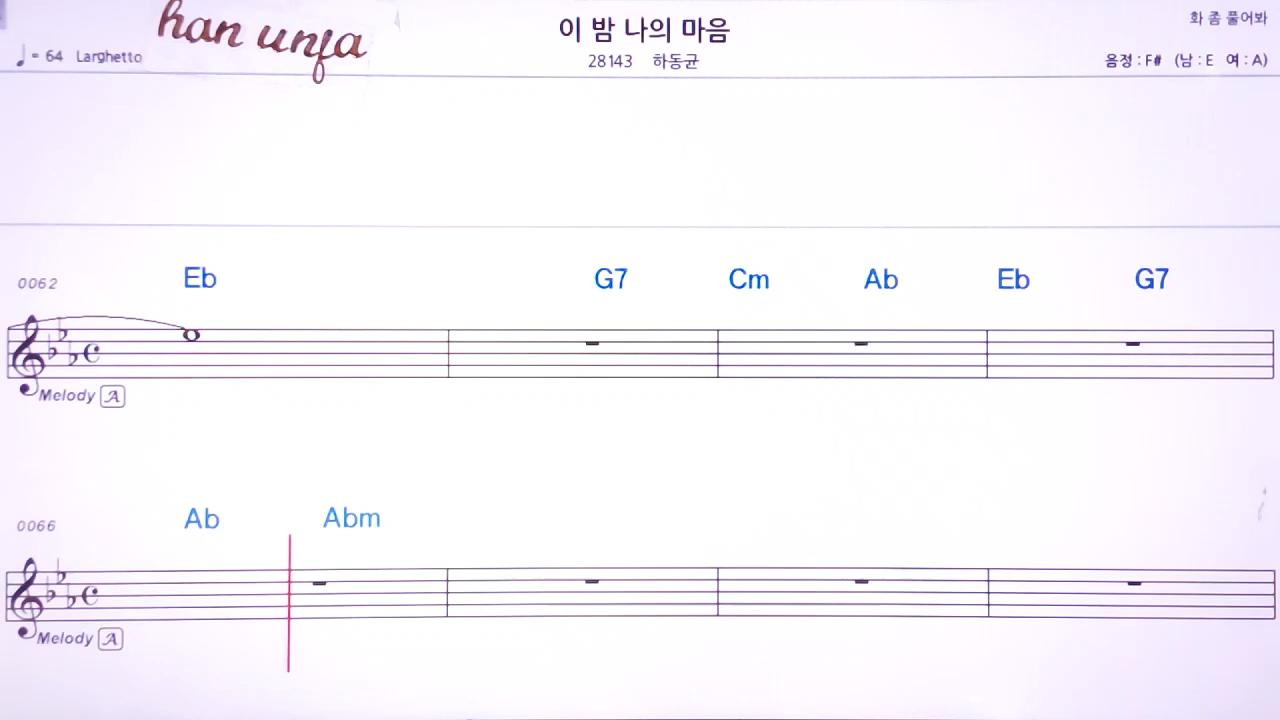 han unfa
이 밤 나의 마음
화 좀 풀어봐
♩= 64 Larghetto
28143 하동균
음정 : F# (남 : E 여 : A)
0062 Eb G7 Cm Ab Eb G7
Melody A
0066 Ab Abm
Melody A